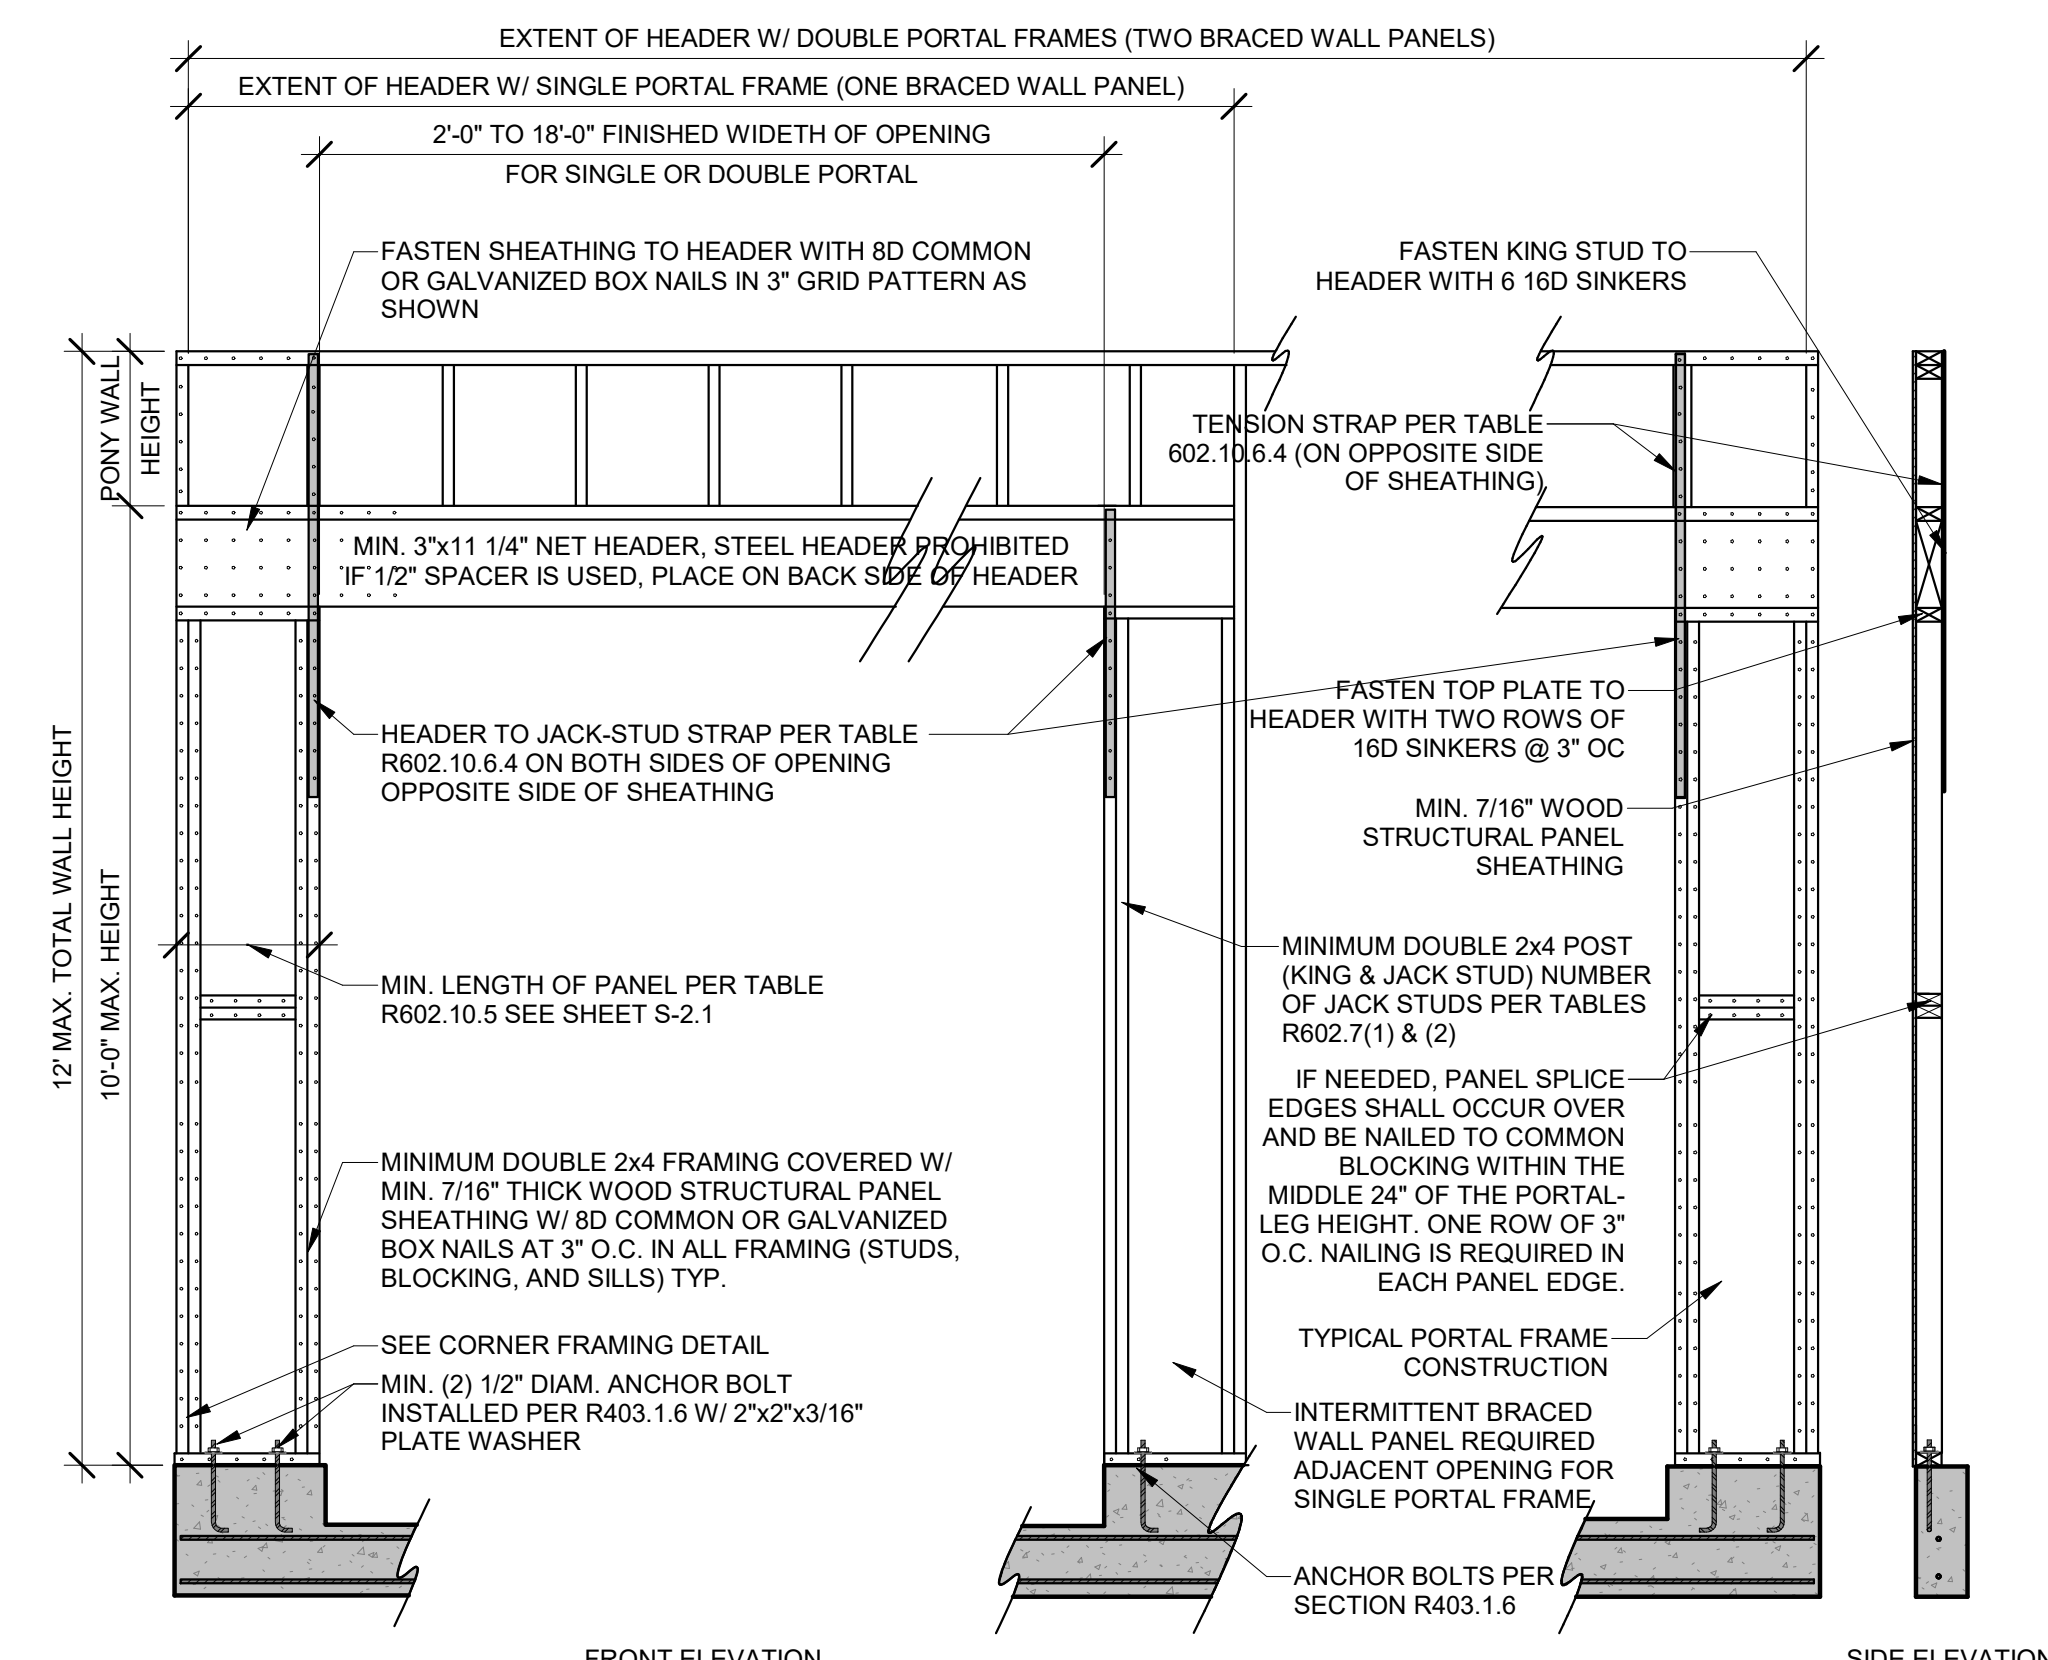 EXTENT OF HEADER W/ DOUBLE PORTAL FRAMES (TWO BRACED WALL PANELS)
EXTENT OF HEADER W/ SINGLE PORTAL FRAME (ONE BRACED WALL PANEL)
2'-0" TO 18'-0" FINISHED WIDETH OF OPENING
FOR SINGLE OR DOUBLE PORTAL
FASTEN SHEATHING TO HEADER WITH 8D COMMON
OR GALVANIZED BOX NAILS IN 3" GRID PATTERN AS
SHOWN
FASTEN KING STUD TO
HEADER WITH 6 16D SINKERS
PONY WALL
HEIGHT
TENSION STRAP PER TABLE
602.10.6.4 (ON OPPOSITE SIDE
OF SHEATHING)
MIN. 3"x11 1/4" NET HEADER, STEEL HEADER PROHIBITED
IF 1/2" SPACER IS USED, PLACE ON BACK SIDE OF HEADER
12' MAX. TOTAL WALL HEIGHT
10'-0" MAX. HEIGHT
HEADER TO JACK-STUD STRAP PER TABLE
R602.10.6.4 ON BOTH SIDES OF OPENING
OPPOSITE SIDE OF SHEATHING
FASTEN TOP PLATE TO
HEADER WITH TWO ROWS OF
16D SINKERS @ 3" OC
MIN. 7/16" WOOD
STRUCTURAL PANEL
SHEATHING
MIN. LENGTH OF PANEL PER TABLE
R602.10.5 SEE SHEET S-2.1
MINIMUM DOUBLE 2x4 POST
(KING & JACK STUD) NUMBER
OF JACK STUDS PER TABLES
R602.7(1) & (2)
IF NEEDED, PANEL SPLICE
EDGES SHALL OCCUR OVER
AND BE NAILED TO COMMON
BLOCKING WITHIN THE
MIDDLE 24" OF THE PORTAL-
LEG HEIGHT. ONE ROW OF 3"
O.C. NAILING IS REQUIRED IN
EACH PANEL EDGE.
MINIMUM DOUBLE 2x4 FRAMING COVERED W/
MIN. 7/16" THICK WOOD STRUCTURAL PANEL
SHEATHING W/ 8D COMMON OR GALVANIZED
BOX NAILS AT 3" O.C. IN ALL FRAMING (STUDS,
BLOCKING, AND SILLS) TYP.
SEE CORNER FRAMING DETAIL
MIN. (2) 1/2" DIAM. ANCHOR BOLT
INSTALLED PER R403.1.6 W/ 2"x2"x3/16"
PLATE WASHER
TYPICAL PORTAL FRAME
CONSTRUCTION
INTERMITTENT BRACED
WALL PANEL REQUIRED
ADJACENT OPENING FOR
SINGLE PORTAL FRAME
ANCHOR BOLTS PER
SECTION R403.1.6
FRONT ELEVATION
SIDE ELEVATION